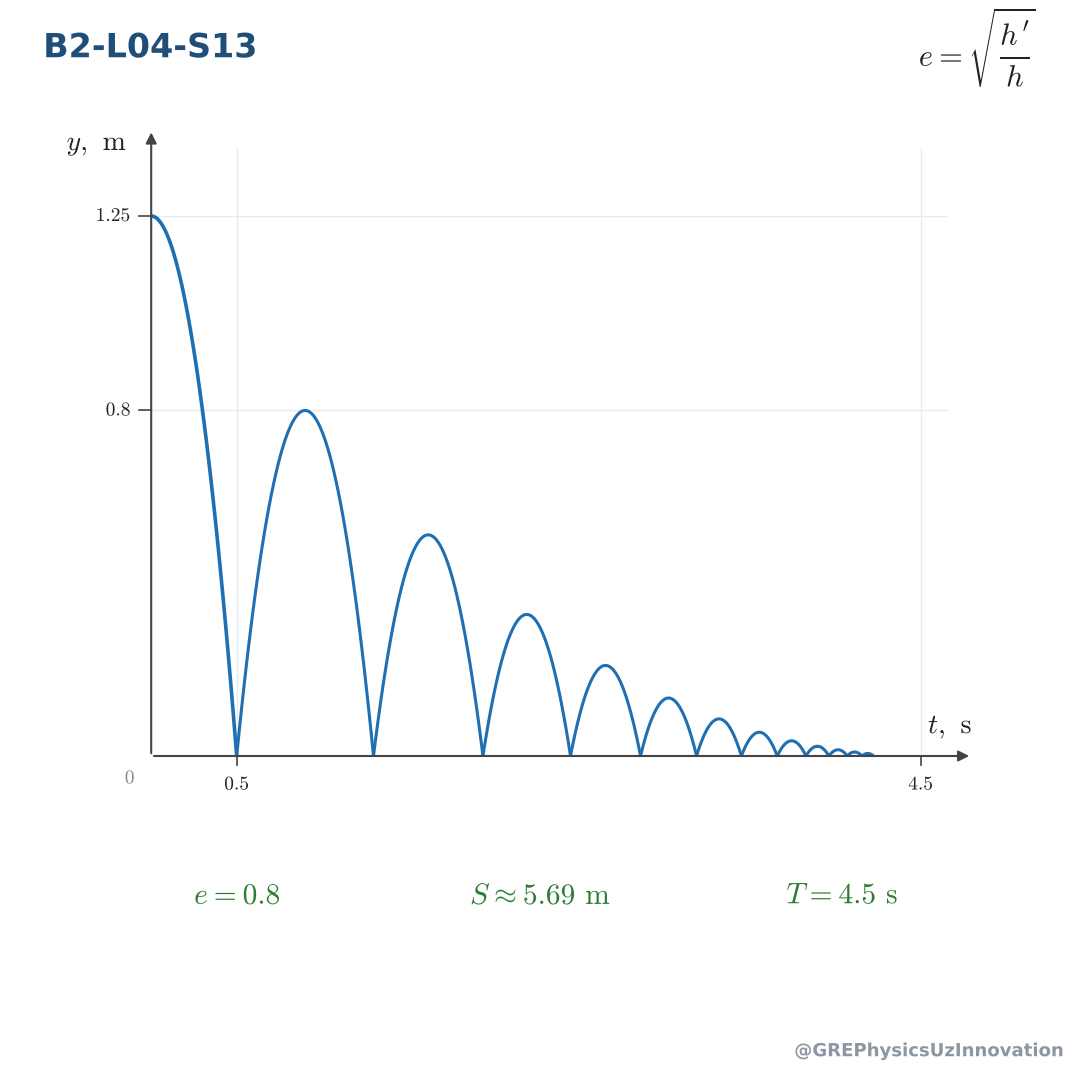 B2-L04-S13
e = √(h′/h)
y, m
1.25
0.8
t, s
0
0.5
4.5
e = 0.8
S ≈ 5.69 m
T = 4.5 s
@GREPhysicsUzInnovation